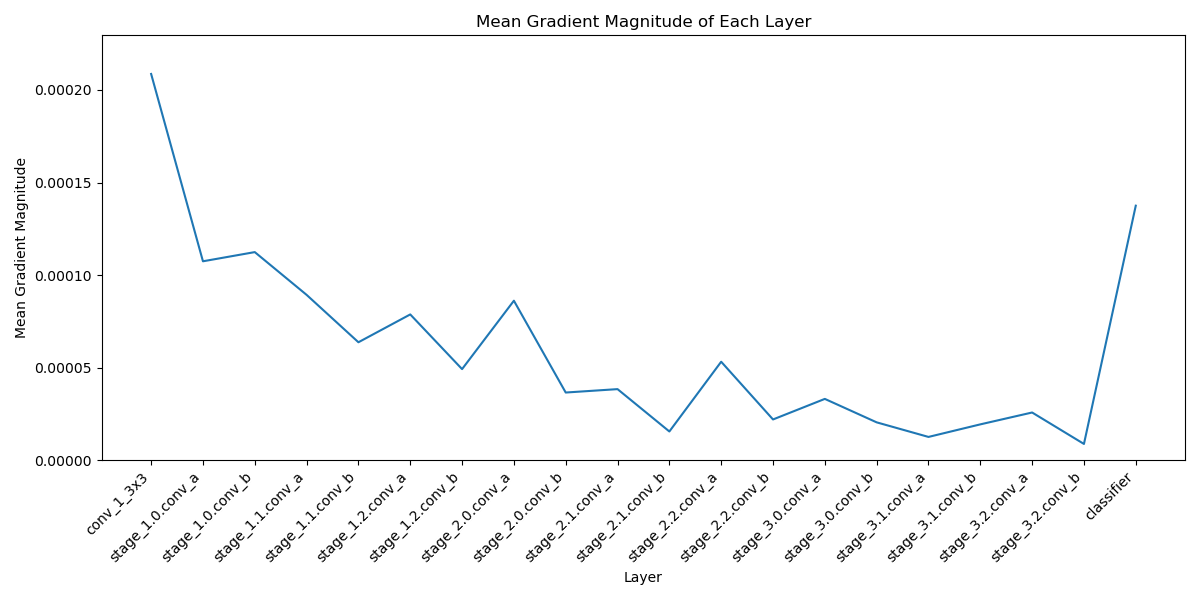 Mean Gradient Magnitude of Each Layer
Mean Gradient Magnitude
0.00020
0.00015
0.00010
0.00005
0.00000
conv_1_3x3
stage_1.0.conv_a
stage_1.0.conv_b
stage_1.1.conv_a
stage_1.1.conv_b
stage_1.2.conv_a
stage_1.2.conv_b
stage_2.0.conv_a
stage_2.0.conv_b
stage_2.1.conv_a
stage_2.1.conv_b
stage_2.2.conv_a
stage_2.2.conv_b
stage_3.0.conv_a
stage_3.0.conv_b
stage_3.1.conv_a
stage_3.1.conv_b
stage_3.2.conv_a
stage_3.2.conv_b
classifier
Layer